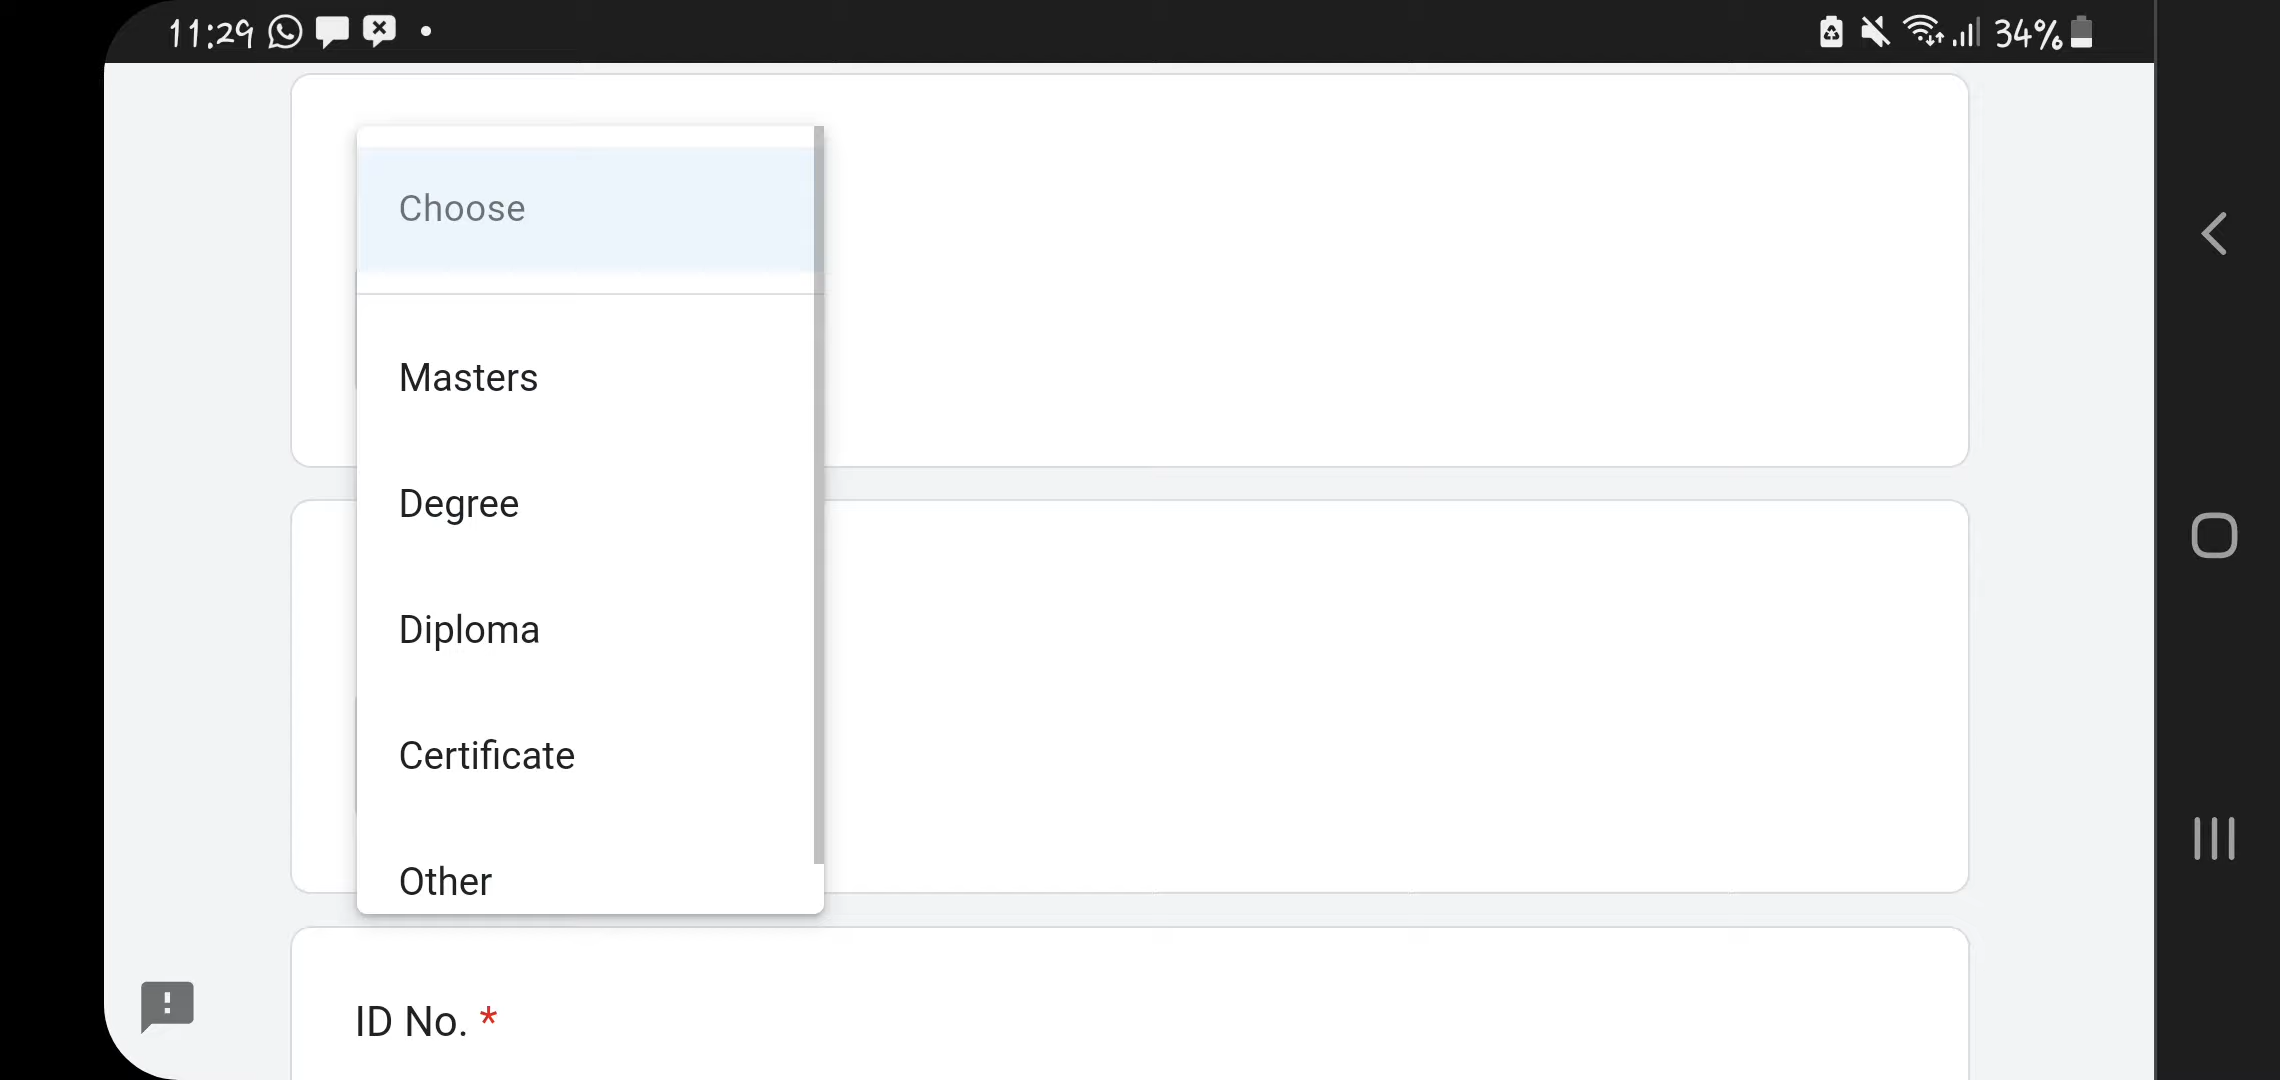 11:29
34%
Choose
Masters
Degree
Diploma
Certificate
Other
ID No. *